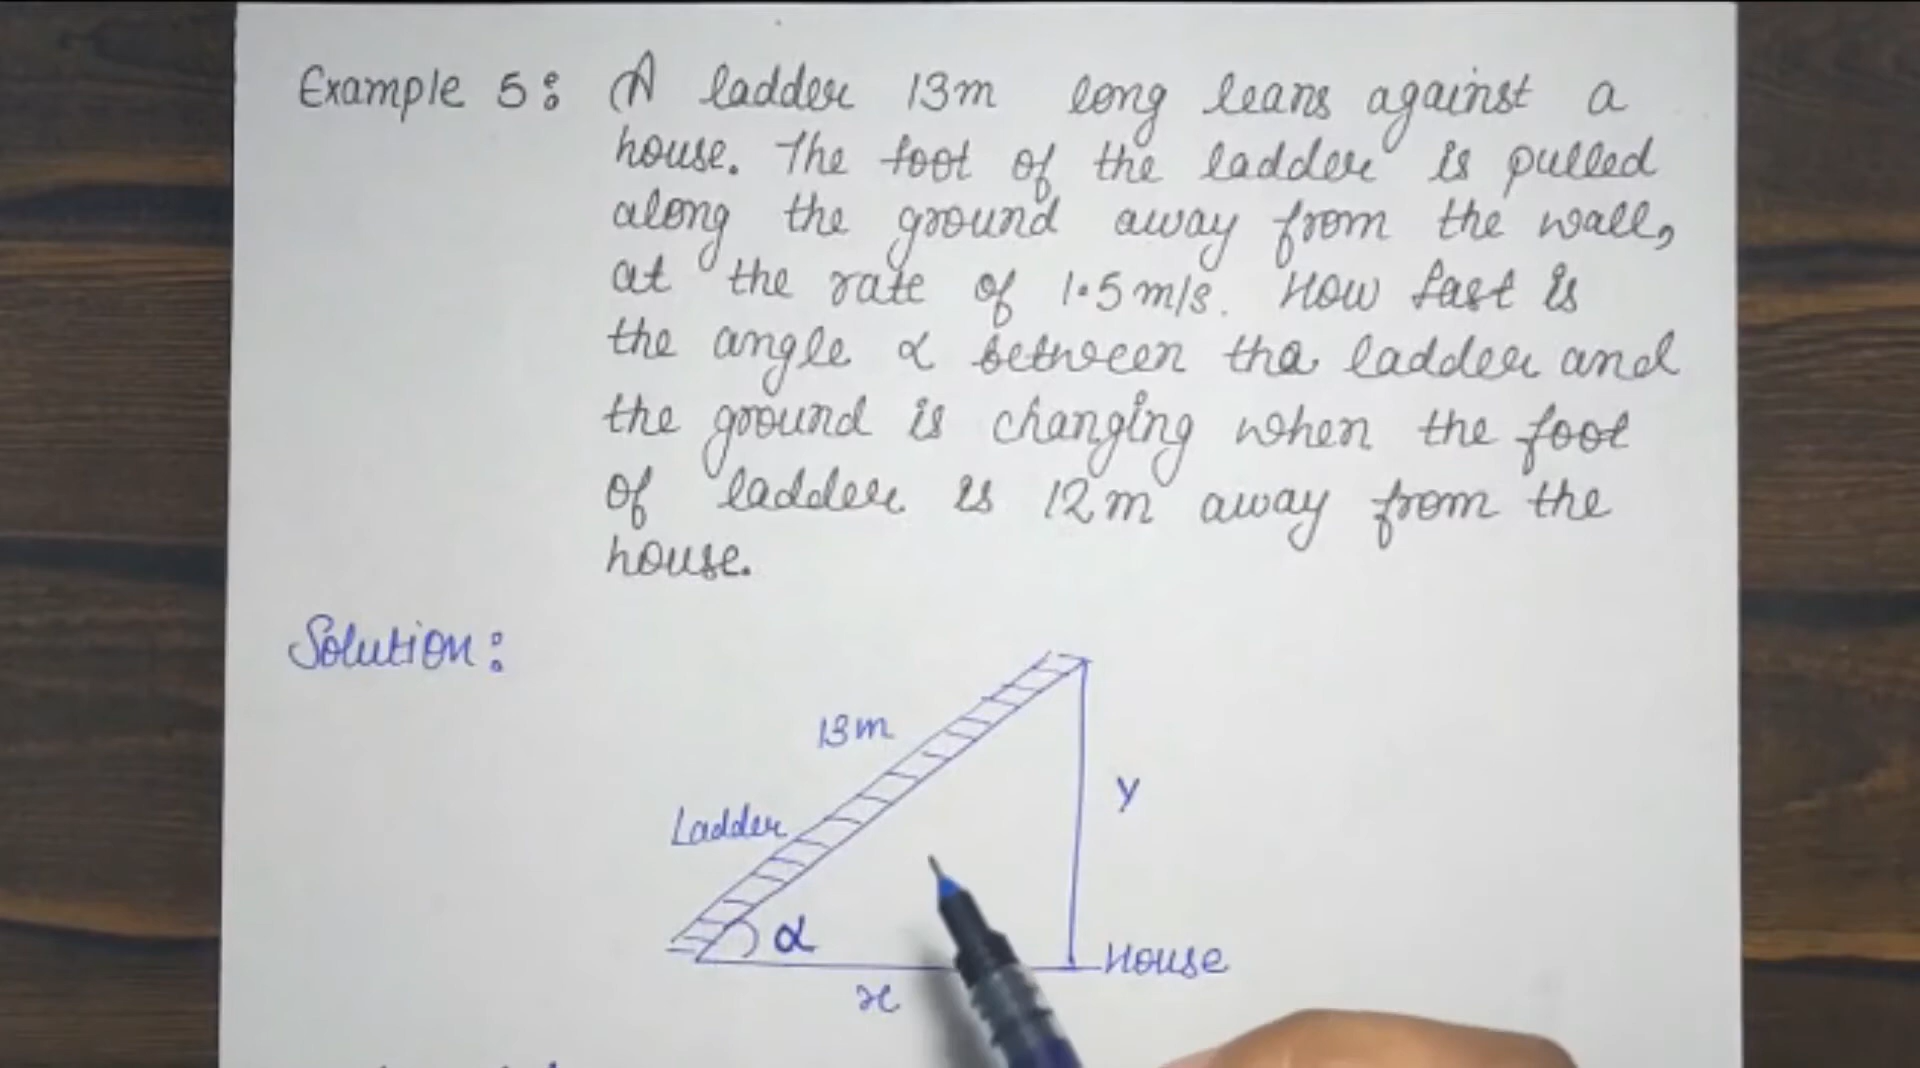 Example 5: A ladder 13m long leans against a
house. The foot of the ladder is pulled
along the ground away from the wall,
at the rate of 1.5 m/s. How fast is
the angle α between the ladder and
the ground is changing when the foot
of ladder is 12m away from the
house.
Solution:
13m
y
Ladder
α
House
x